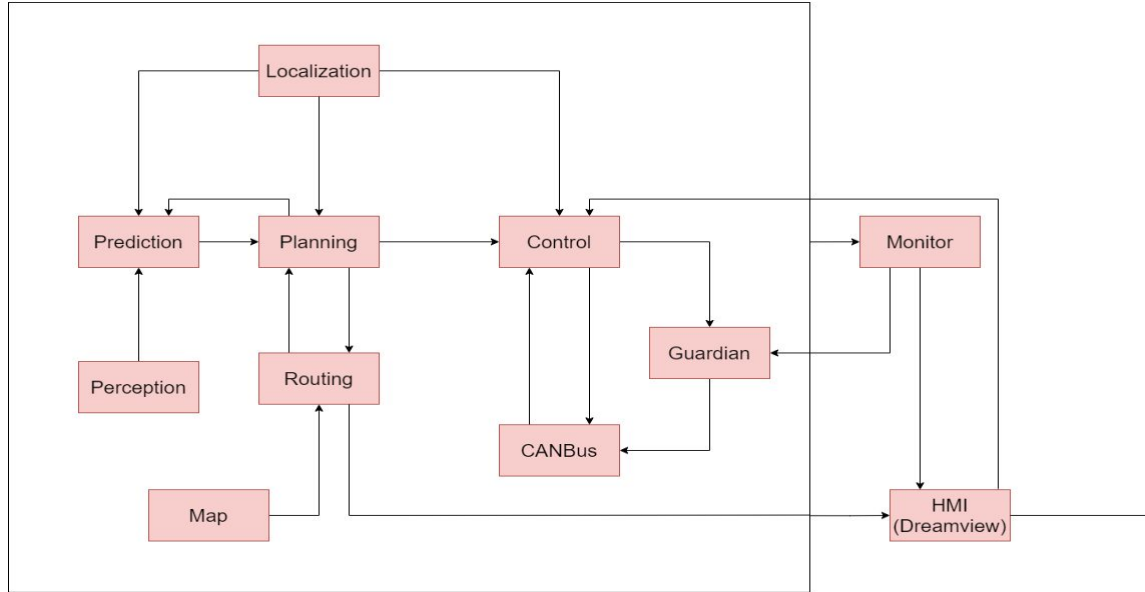 Localization
Prediction
Planning
Control
Monitor
Guardian
Perception
Routing
CANBus
Map
HMI
(Dreamview)